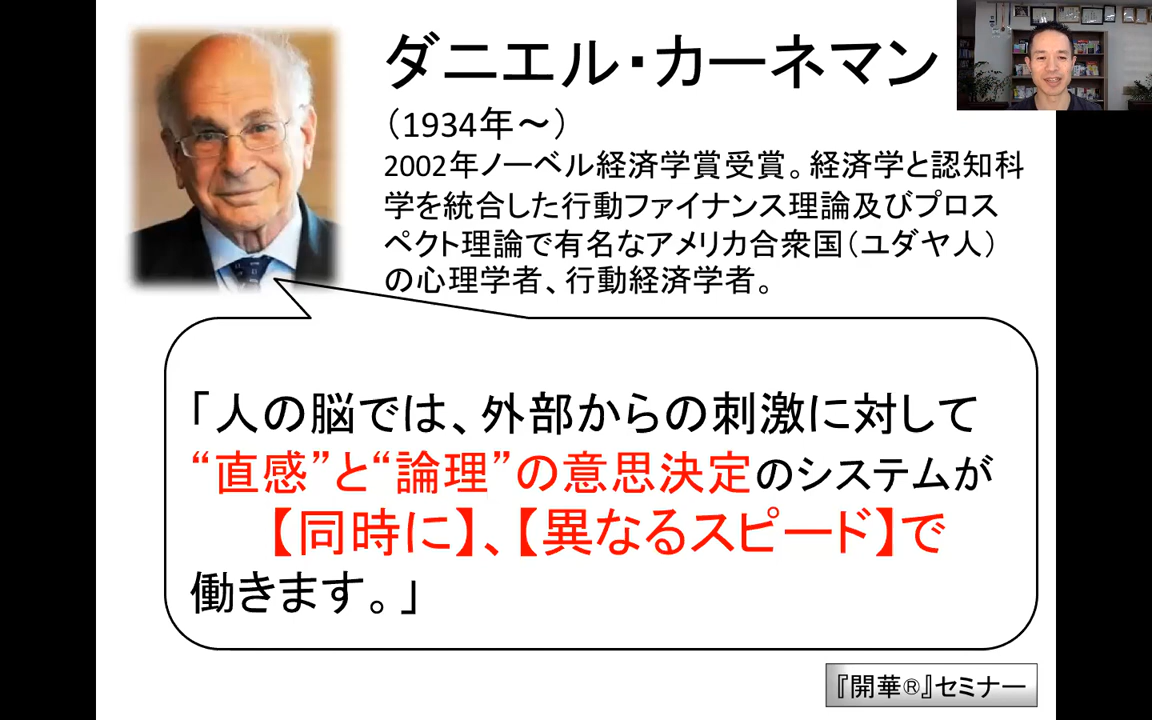 ダニエル・カーネマン
（1934年～）
2002年ノーベル経済学賞受賞。経済学と認知科
学を統合した行動ファイナンス理論及びプロス
ペクト理論で有名なアメリカ合衆国（ユダヤ人）
の心理学者、行動経済学者。
「人の脳では、外部からの刺激に対して
“直感”と“論理”の意思決定のシステムが
【同時に】、【異なるスピード】で
働きます。」
『開華®』セミナー